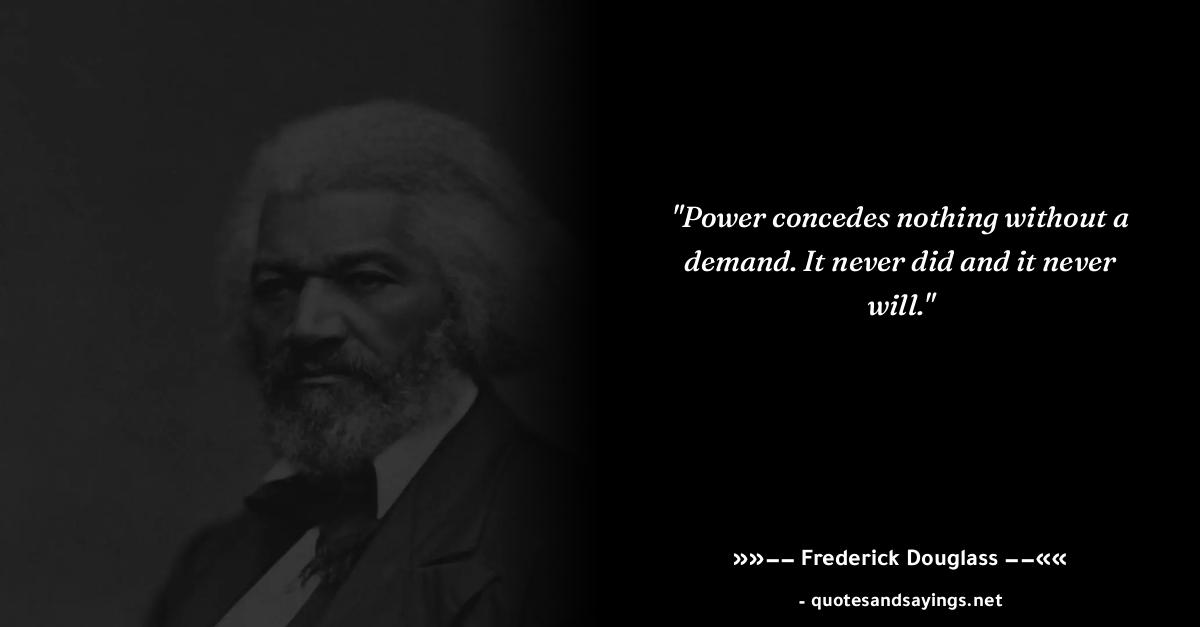 "Power concedes nothing without a
demand. It never did and it never
will."
»»–– Frederick Douglass ––««
- quotesandsayings.net